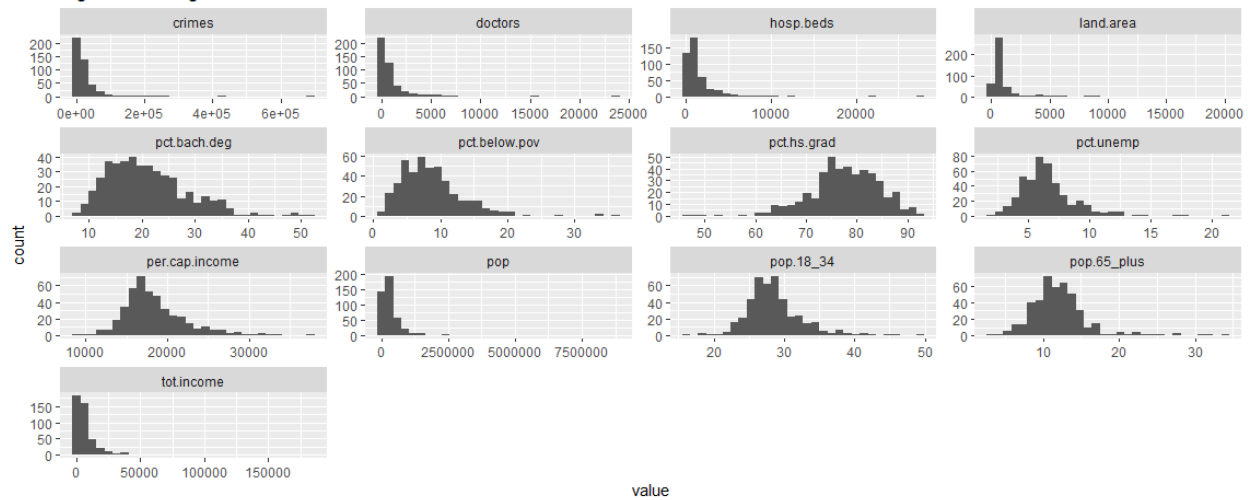 crimes doctors hosp.beds land.area
200 200 150 200
150 150 100 100
100 100 50 0
50 50 0
0 0
0e+00 2e+05 4e+05 6e+05 0 5000 10000 15000 20000 25000 0 10000 20000 0 5000 10000 15000 20000
pct.bach.deg pct.below.pov pct.hs.grad pct.unemp
40 60 50 80
30 40 40 60
20 20 30 40
10 0 20 20
0 10 0
0
10 20 30 40 50 0 10 20 30 50 60 70 80 90 5 10 15 20
per.cap.income pop pop.18_34 pop.65_plus
60 200 60 60
40 150 40 40
20 100 20 20
0 50 0 0
0
10000 20000 30000 0 2500000 5000000 7500000 20 30 40 50 10 20 30
tot.income
150
100
50
0
0 50000 100000 150000
count
value